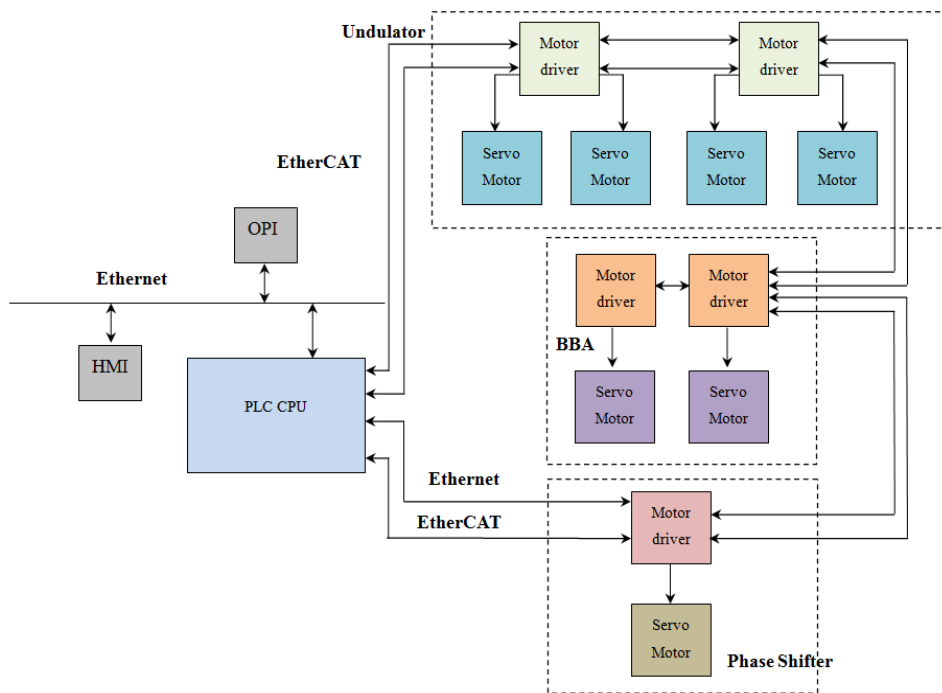 Undulator
Motor
driver
Motor
driver
Servo
Motor
Servo
Motor
Servo
Motor
Servo
Motor
EtherCAT
OPI
Ethernet
HMI
PLC CPU
Motor
driver
Motor
driver
BBA
Servo
Motor
Servo
Motor
Ethernet
EtherCAT
Motor
driver
Servo
Motor
Phase Shifter